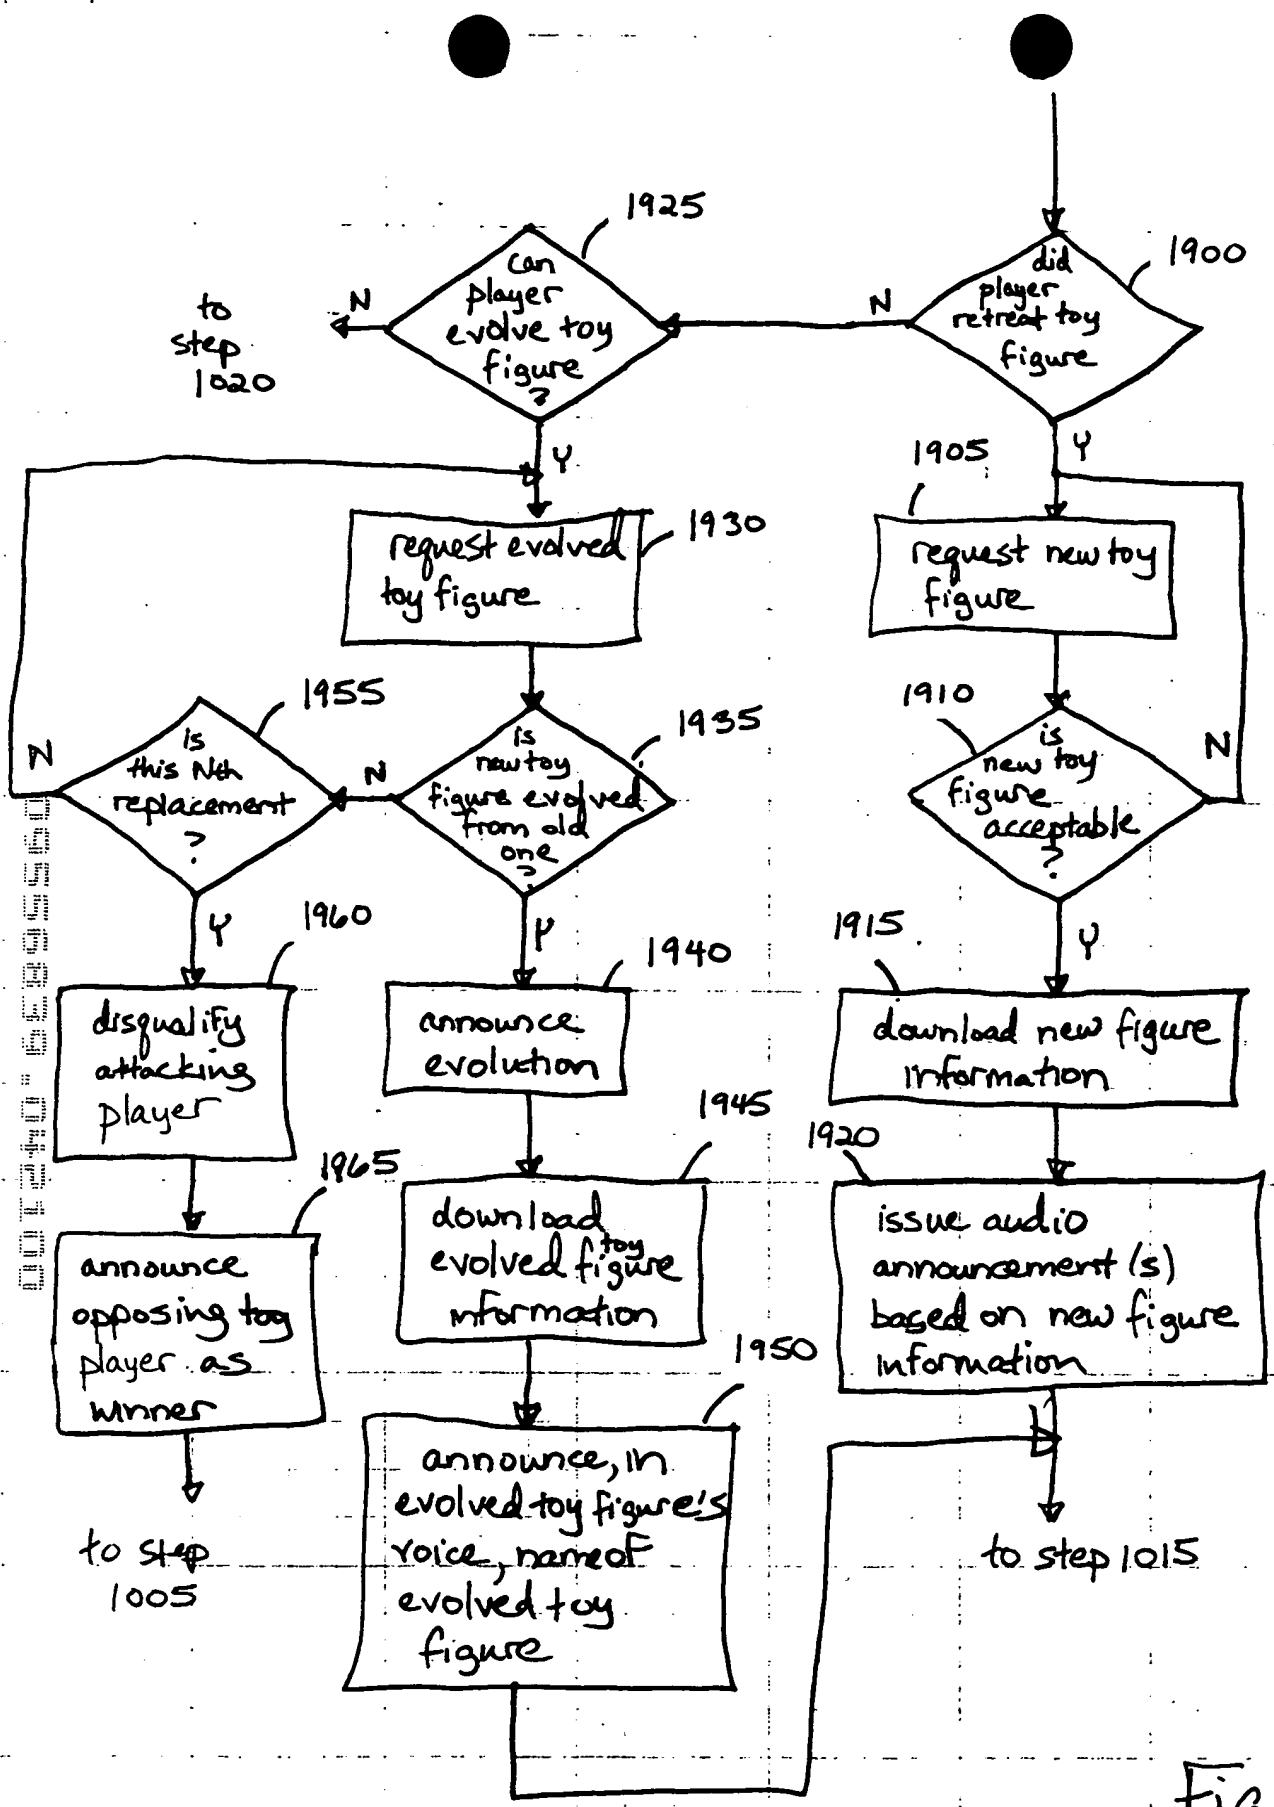 1900
did
player
retreat toy
figure
N
Y
1925
can
player
evolve toy
figure
?
N
Y
to
step
1020
1905
request new toy
figure
1930
request evolved
toy figure
1910
is
new toy
figure
acceptable
?
N
Y
1935
is
new toy
figure evolved
from old
one
?
N
Y
1955
is
this Nth
replacement
?
N
Y
1960
disqualify
attacking
player
1940
announce
evolution
1915
download new figure
information
1965
announce
opposing toy
player as
winner
to step
1005
1945
download
evolved toy figure
information
1920
issue audio
announcement (s)
based on new figure
information
1950
announce, in
evolved toy figure's
voice, name of
evolved toy
figure
to step 1015
09556839.042100
Fig